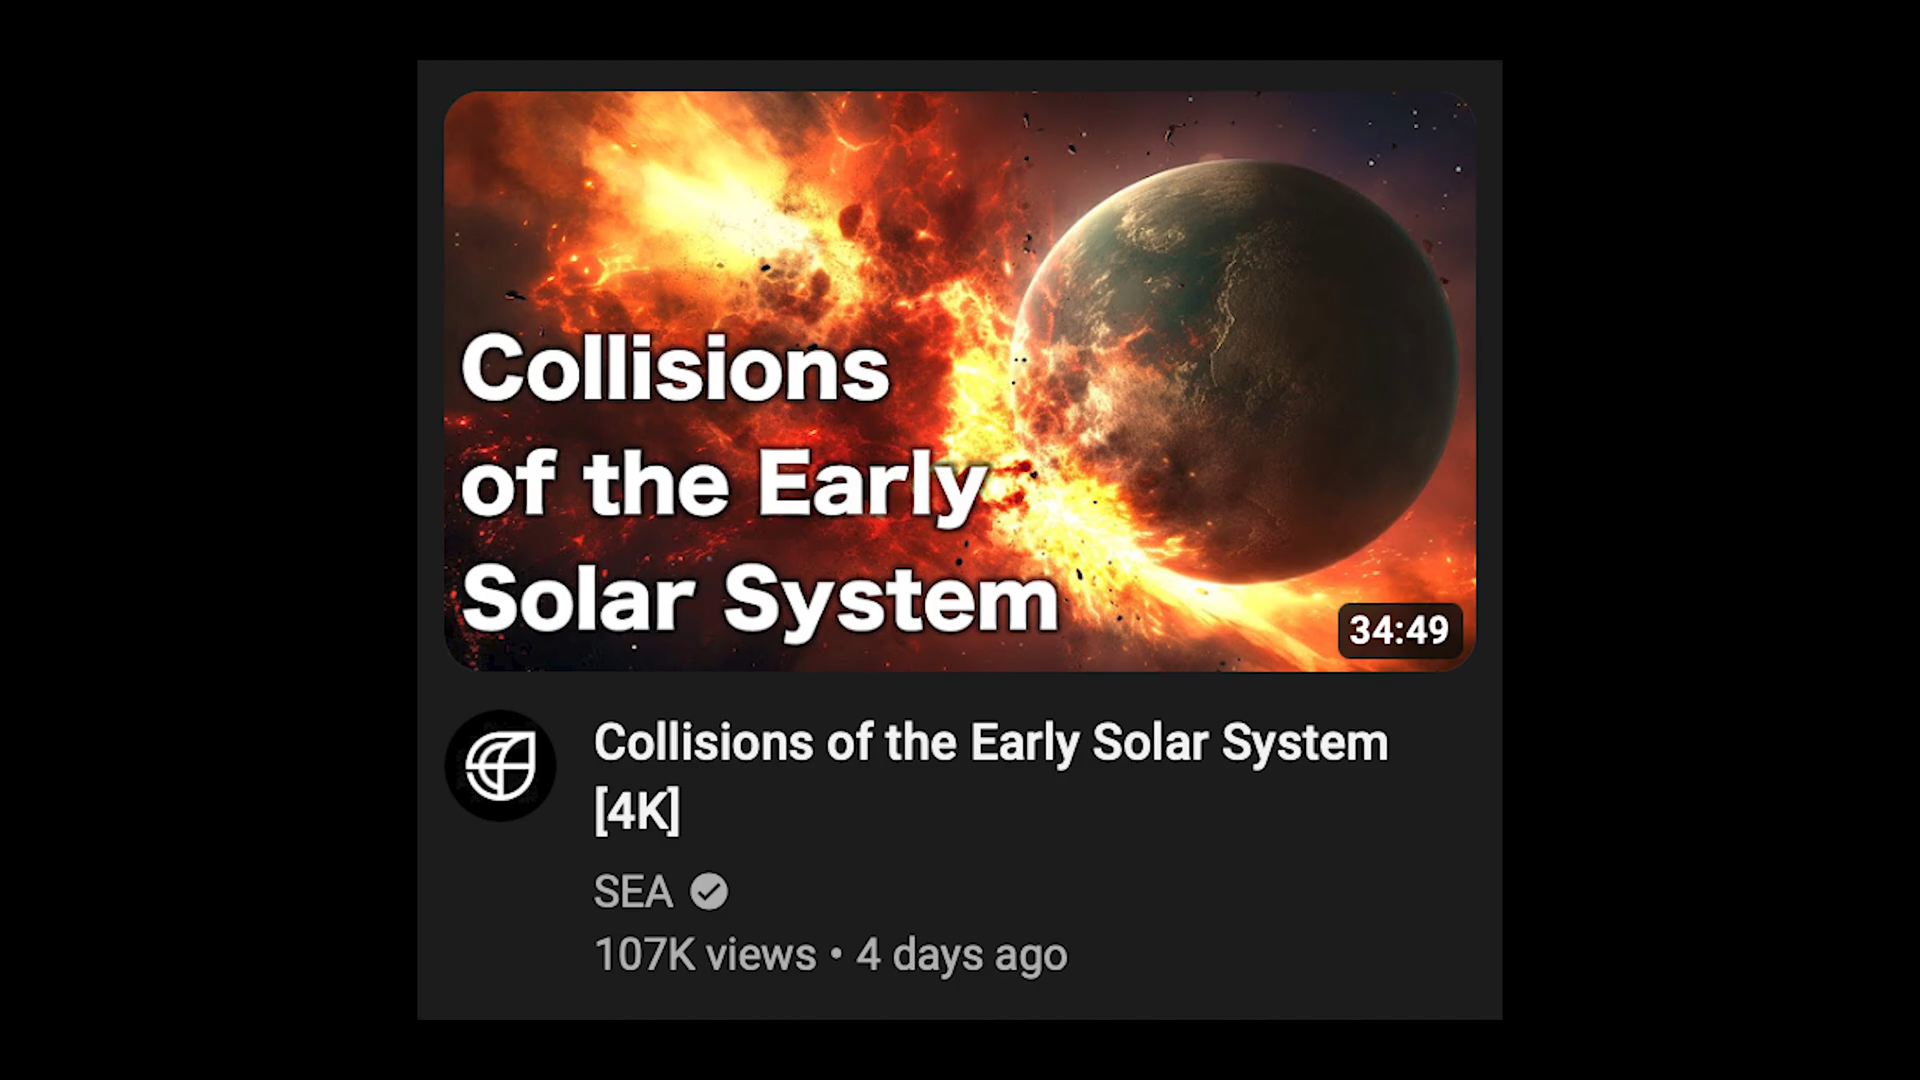 Collisions
of the Early
Solar System
34:49
Collisions of the Early Solar System
[4K]
SEA
107K views • 4 days ago